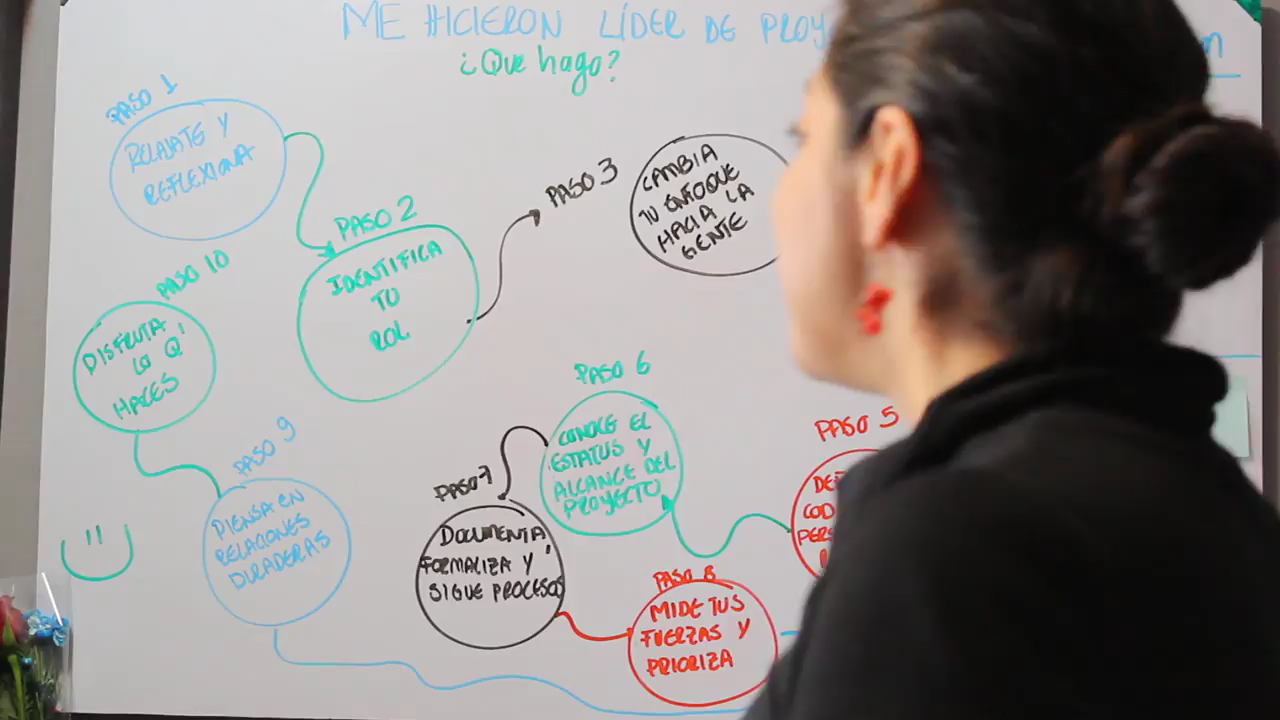 ME HICIERON LÍDER DE
¿Que hago?
PASO 1
RELAJATE Y
REFLEXIONA
PASO 2
IDENTIFICA
TU
ROL
PASO 3
CAMBIA
TU ENFOQUE
HACIA LA
GENTE
PASO 5
PASO 6
CONOCE EL
ESTATUS Y
ALCANCE DEL
PROYECTO
PASO 7
DOCUMENTA,
FORMALIZA Y
SIGUE PROCESOS
PASO 8
MIDE TUS
FUERZAS Y
PRIORIZA
PASO 9
PIENSA EN
RELACIONES
DURADERAS
PASO 10
DISFRUTA
LO Q'
HACES